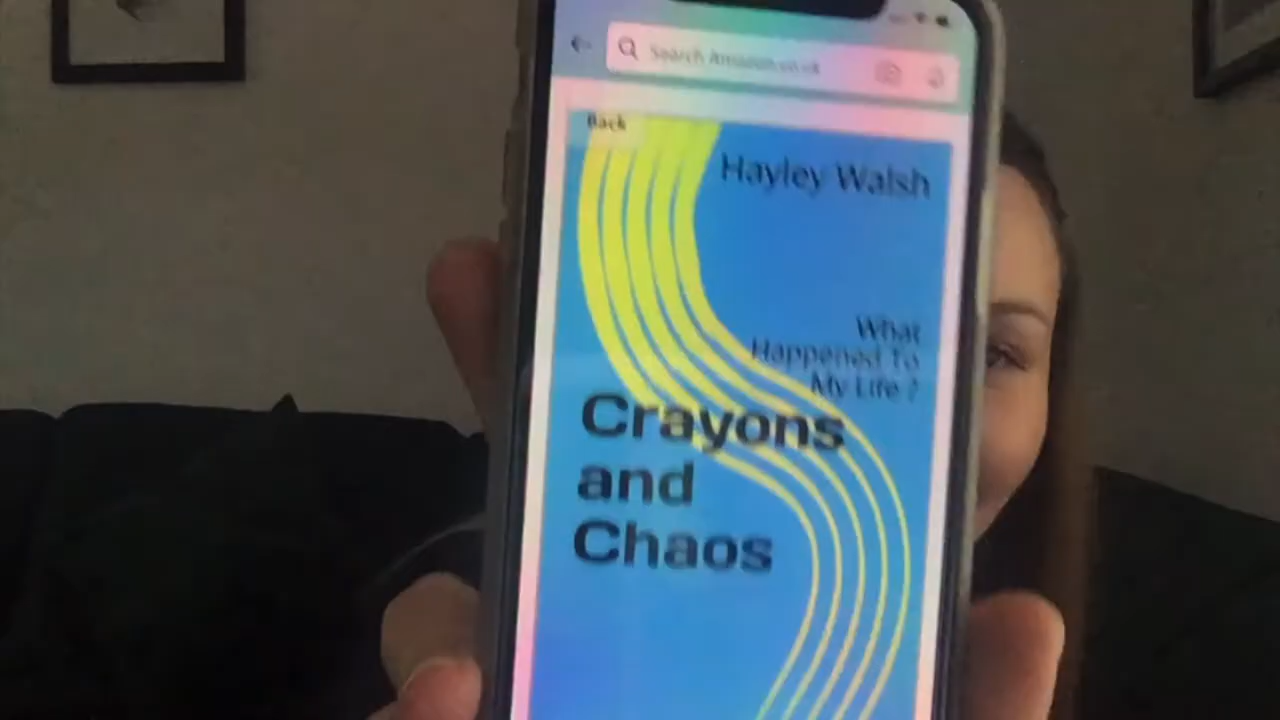 Search Amazon.co.uk
Back
Hayley Walsh
What
Happened To
My Life ?
Crayons
and
Chaos